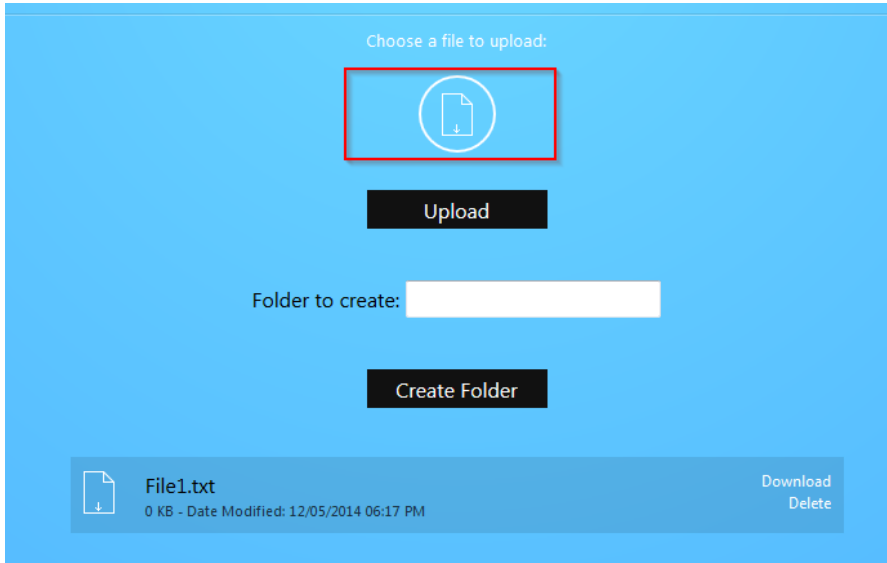 Choose a file to upload:
Upload
Folder to create:
Create Folder
File1.txt
Download
0 KB - Date Modified: 12/05/2014 06:17 PM
Delete